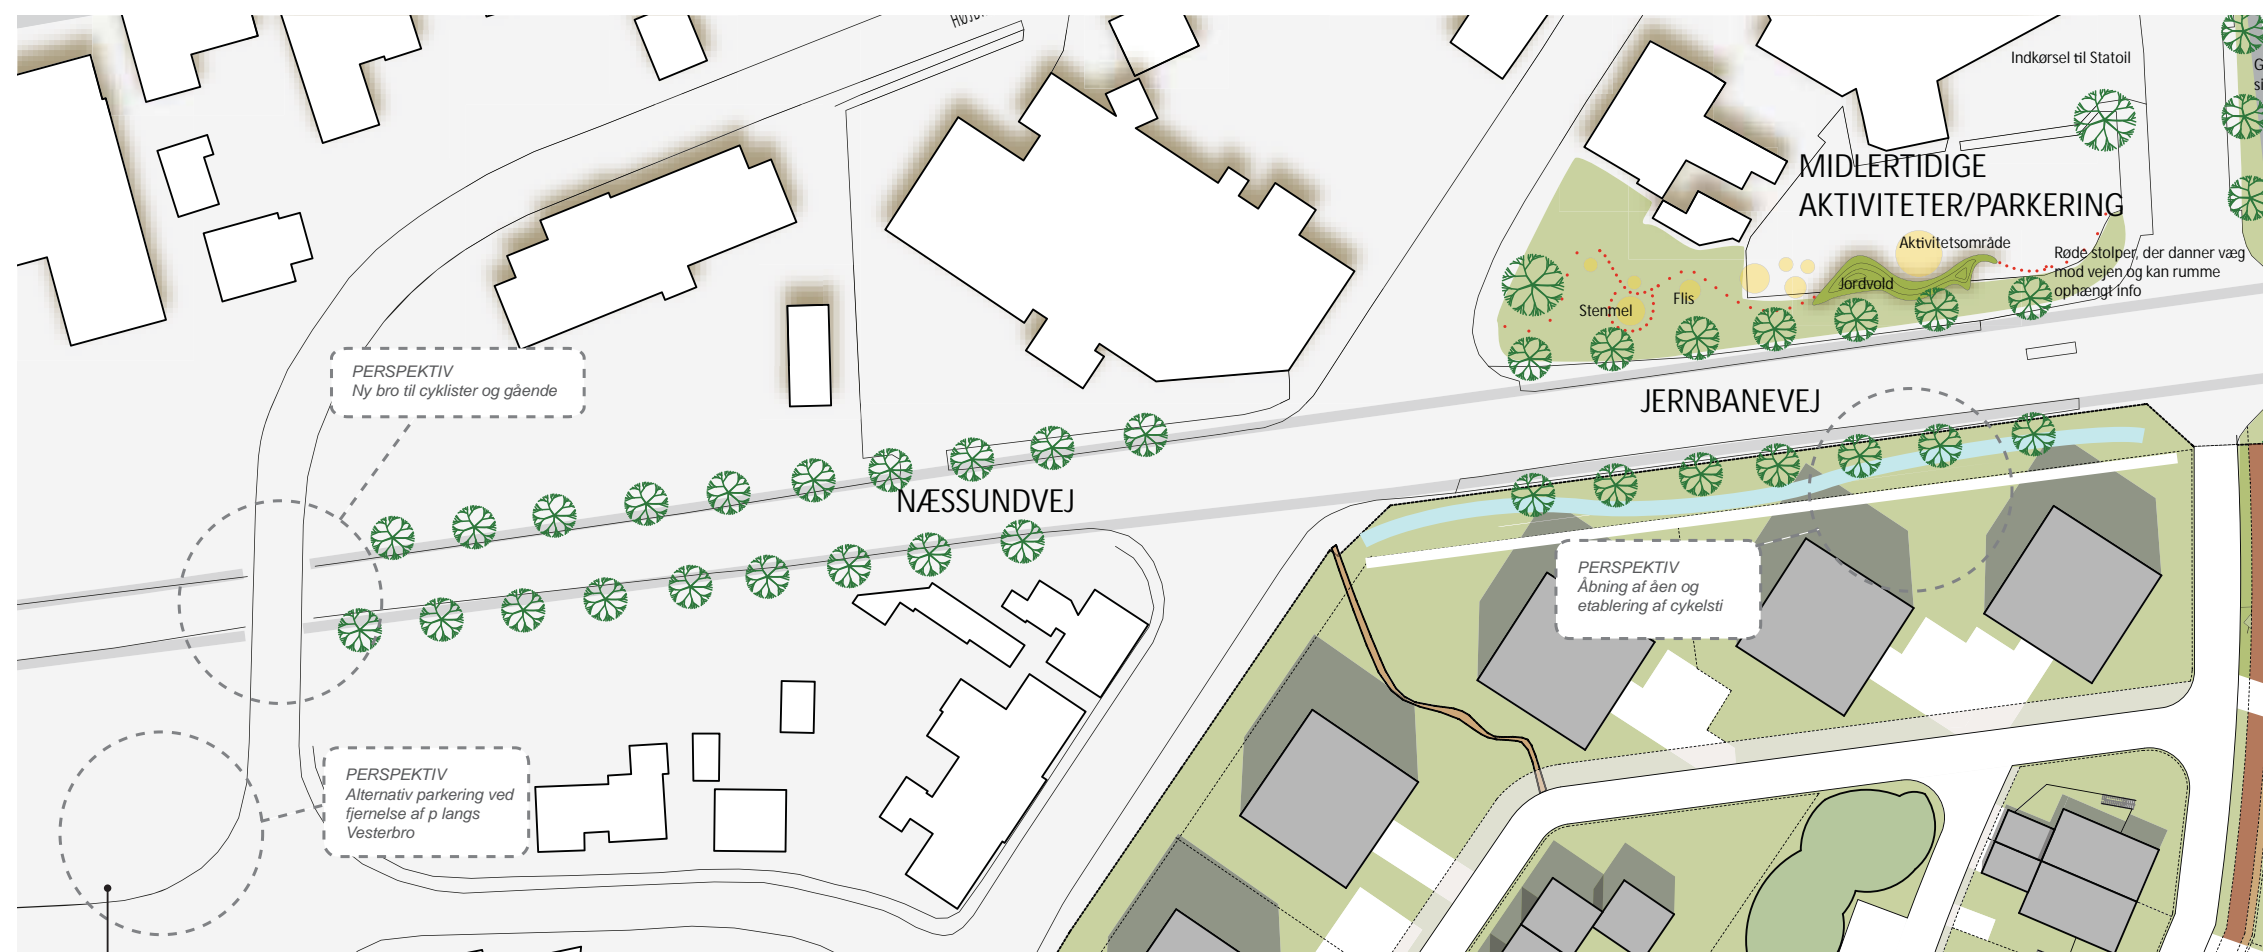 Indkørsel til Statoil
MIDLERTIDIGE
AKTIVITETER/PARKERING
Aktivitetsområde
Røde stolper, der danner væg
mod vejen og kan rumme
ophængt info
Jordvold
Flis
Stenmel
PERSPEKTIV
Ny bro til cyklister og gående
JERNBANEVEJ
NÆSSUNDVEJ
PERSPEKTIV
Åbning af åen og
etablering af cykelsti
PERSPEKTIV
Alternativ parkering ved
fjernelse af p langs
Vesterbro